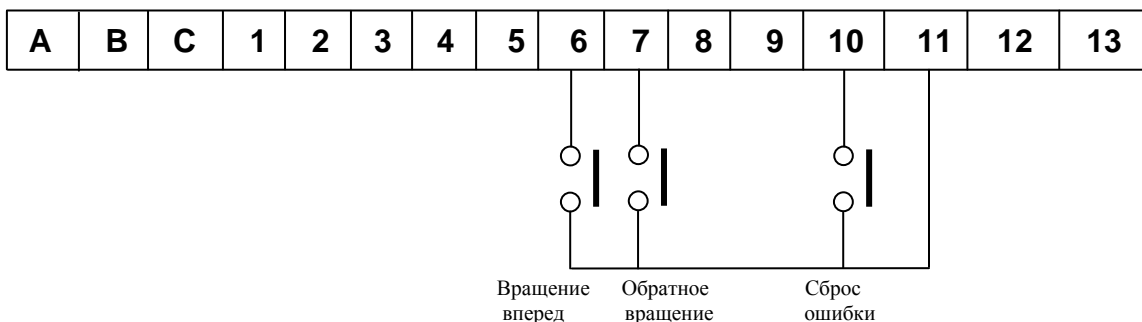 A B C 1 2 3 4 5 6 7 8 9 10 11 12 13
Вращение Обратное Сброс
вперед вращение ошибки